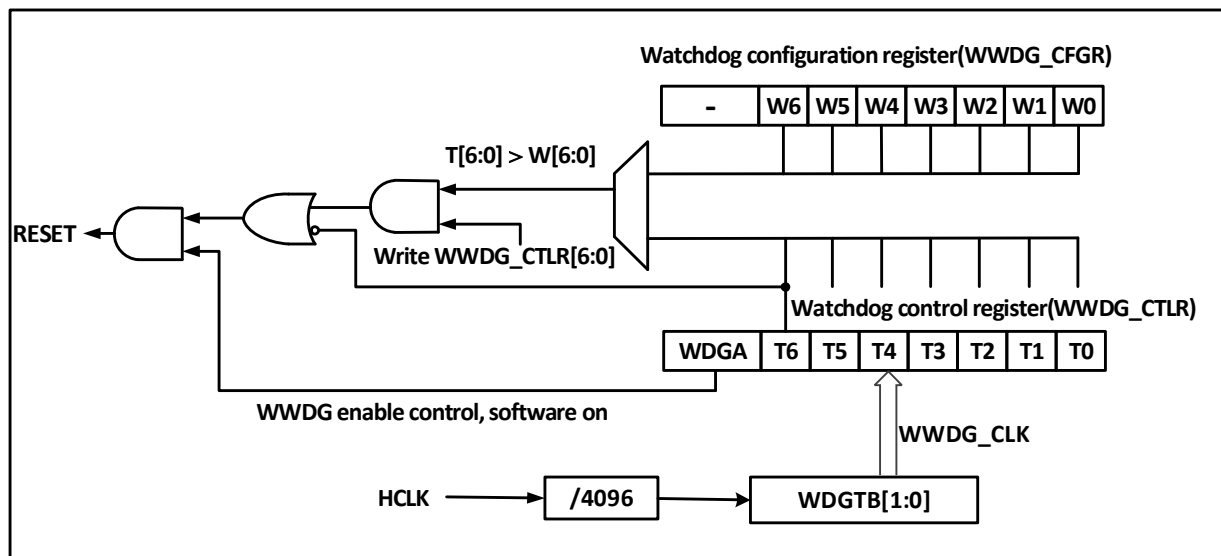 Watchdog configuration register(WWDG_CFGR)
- W6 W5 W4 W3 W2 W1 W0
T[6:0] > W[6:0]
RESET
Write WWDG_CTLR[6:0]
Watchdog control register(WWDG_CTLR)
WDGA T6 T5 T4 T3 T2 T1 T0
WWDG enable control, software on
WWDG_CLK
HCLK /4096 WDGTB[1:0]